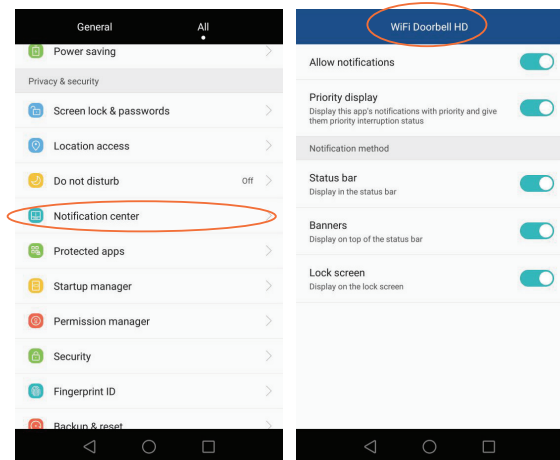 General All
Power saving
Privacy & security
Screen lock & passwords
Location access
Do not disturb Off
Notification center
Protected apps
Startup manager
Permission manager
Security
Fingerprint ID
Backup & reset
WiFi Doorbell HD
Allow notifications
Priority display
Display this app's notifications with priority and give
them priority interruption status
Notification method
Status bar
Display in the status bar
Banners
Display on top of the status bar
Lock screen
Display on the lock screen